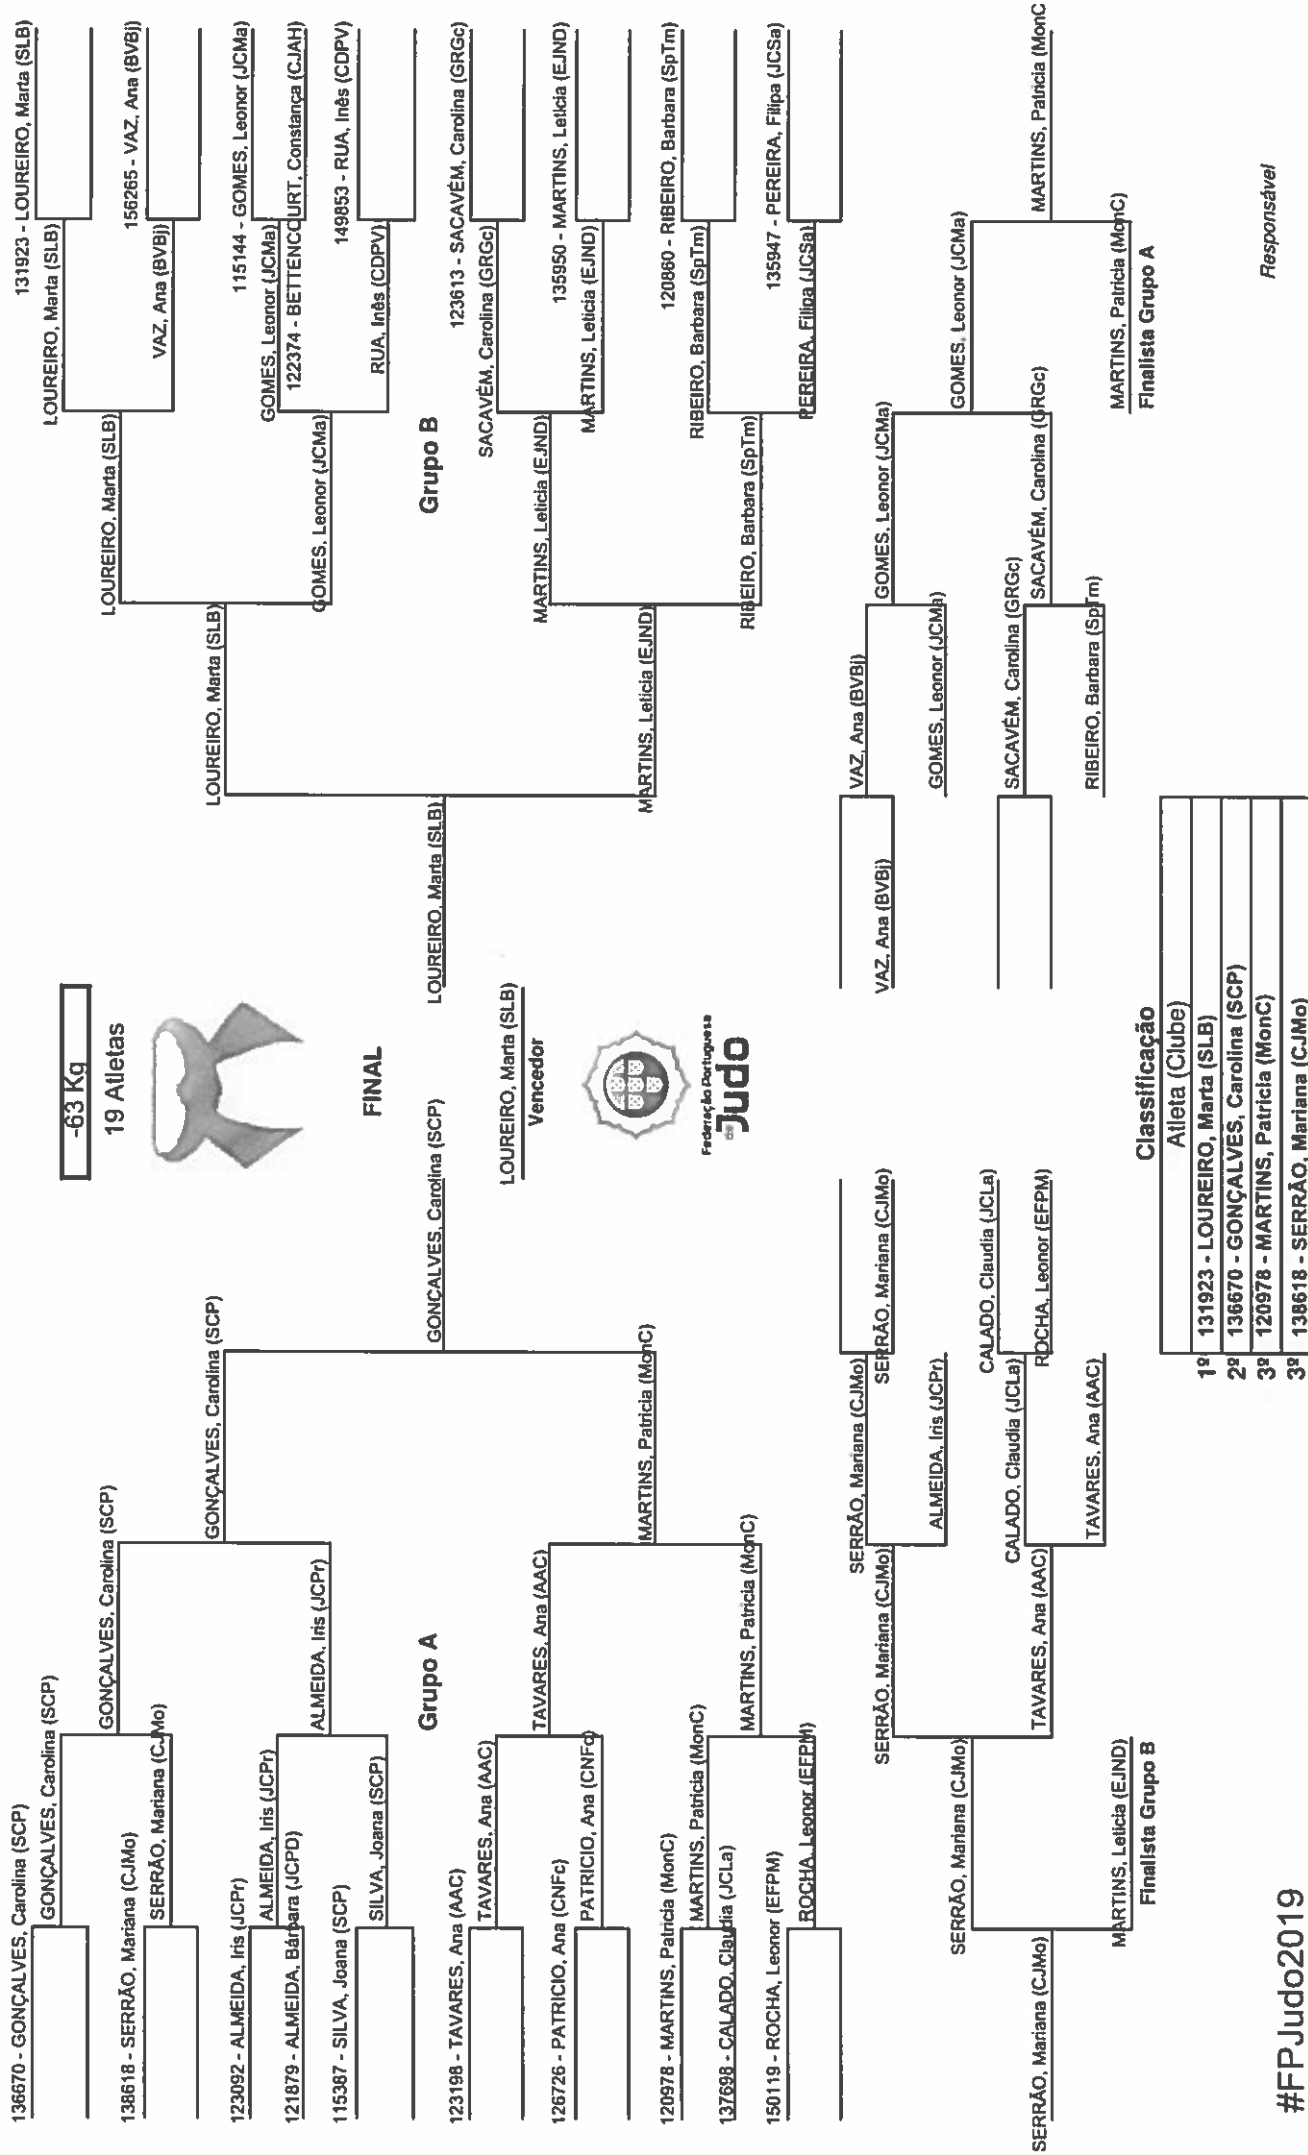 -63 Kg
19 Atletas
FINAL
LOUREIRO, Marta (SLB)
Vencedor
Federação Portuguesa
de Judo
136670 - GONÇALVES, Carolina (SCP)
GONÇALVES, Carolina (SCP)
138618 - SERRÃO, Mariana (CJMo)
SERRÃO, Mariana (CJMo)
GONÇALVES, Carolina (SCP)
123092 - ALMEIDA, Iris (JCPr)
ALMEIDA, Iris (JCPr)
121879 - ALMEIDA, Bárbara (JCPD)
115387 - SILVA, Joana (SCP)
SILVA, Joana (SCP)
ALMEIDA, Iris (JCPr)
GONÇALVES, Carolina (SCP)
Grupo A
123198 - TAVARES, Ana (AAC)
TAVARES, Ana (AAC)
126726 - PATRICIO, Ana (CNFc)
PATRICIO, Ana (CNFc)
TAVARES, Ana (AAC)
120978 - MARTINS, Patricia (MonC)
MARTINS, Patricia (MonC)
137698 - CALADO, Claudia (JCLa)
150119 - ROCHA, Leonor (EFPM)
ROCHA, Leonor (EFPM)
MARTINS, Patricia (MonC)
MARTINS, Patricia (MonC)
GONÇALVES, Carolina (SCP)
131923 - LOUREIRO, Marta (SLB)
LOUREIRO, Marta (SLB)
156265 - VAZ, Ana (BVBj)
VAZ, Ana (BVBj)
LOUREIRO, Marta (SLB)
115144 - GOMES, Leonor (JCMa)
GOMES, Leonor (JCMa)
122374 - BETTENCOURT, Constança (CJAH)
149853 - RUA, Inês (CDPV)
RUA, Inês (CDPV)
GOMES, Leonor (JCMa)
LOUREIRO, Marta (SLB)
Grupo B
123613 - SACAVÉM, Carolina (GRGc)
SACAVÉM, Carolina (GRGc)
135950 - MARTINS, Leticia (EJND)
MARTINS, Leticia (EJND)
MARTINS, Leticia (EJND)
120860 - RIBEIRO, Barbara (SpTm)
RIBEIRO, Barbara (SpTm)
135947 - PEREIRA, Filipa (JCSa)
PEREIRA, Filipa (JCSa)
RIBEIRO, Barbara (SpTm)
MARTINS, Leticia (EJND)
LOUREIRO, Marta (SLB)
SERRÃO, Mariana (CJMo)
SERRÃO, Mariana (CJMo)
ALMEIDA, Iris (JCPr)
SERRÃO, Mariana (CJMo)
CALADO, Claudia (JCLa)
ROCHA, Leonor (EFPM)
CALADO, Claudia (JCLa)
TAVARES, Ana (AAC)
TAVARES, Ana (AAC)
SERRÃO, Mariana (CJMo)
MARTINS, Leticia (EJND)
Finalista Grupo B
SERRÃO, Mariana (CJMo)
VAZ, Ana (BVBj)
VAZ, Ana (BVBj)
GOMES, Leonor (JCMa)
GOMES, Leonor (JCMa)
SACAVÉM, Carolina (GRGc)
RIBEIRO, Barbara (SpTm)
SACAVÉM, Carolina (GRGc)
GOMES, Leonor (JCMa)
MARTINS, Patricia (MonC)
Finalista Grupo A
MARTINS, Patricia (MonC
Classificação
Atleta (Clube)
1º 131923 - LOUREIRO, Marta (SLB)
2º 136670 - GONÇALVES, Carolina (SCP)
3º 120978 - MARTINS, Patricia (MonC)
3º 138618 - SERRÃO, Mariana (CJMo)
Responsável
#FPJudo2019